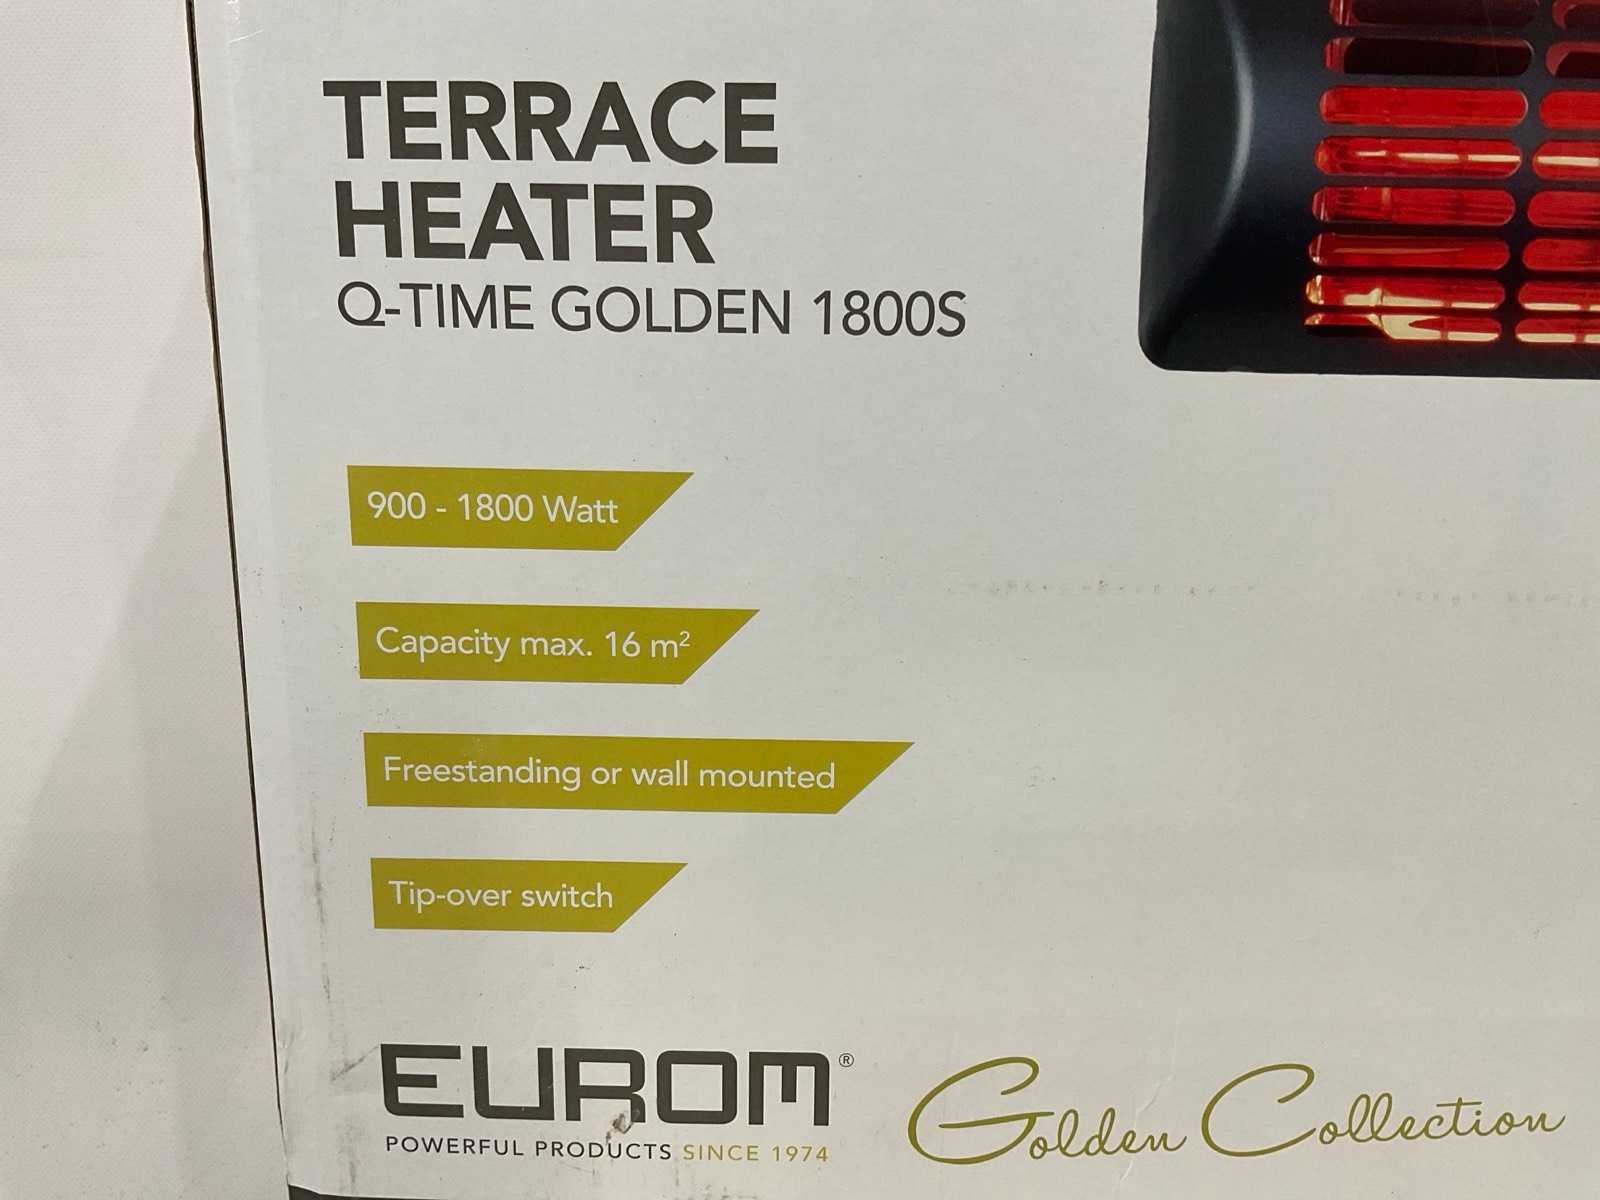 TERRACE
HEATER
Q-TIME GOLDEN 1800S
900 - 1800 Watt
Capacity max. 16 m²
Freestanding or wall mounted
Tip-over switch
EUROM®
POWERFUL PRODUCTS SINCE 1974
Golden Collection